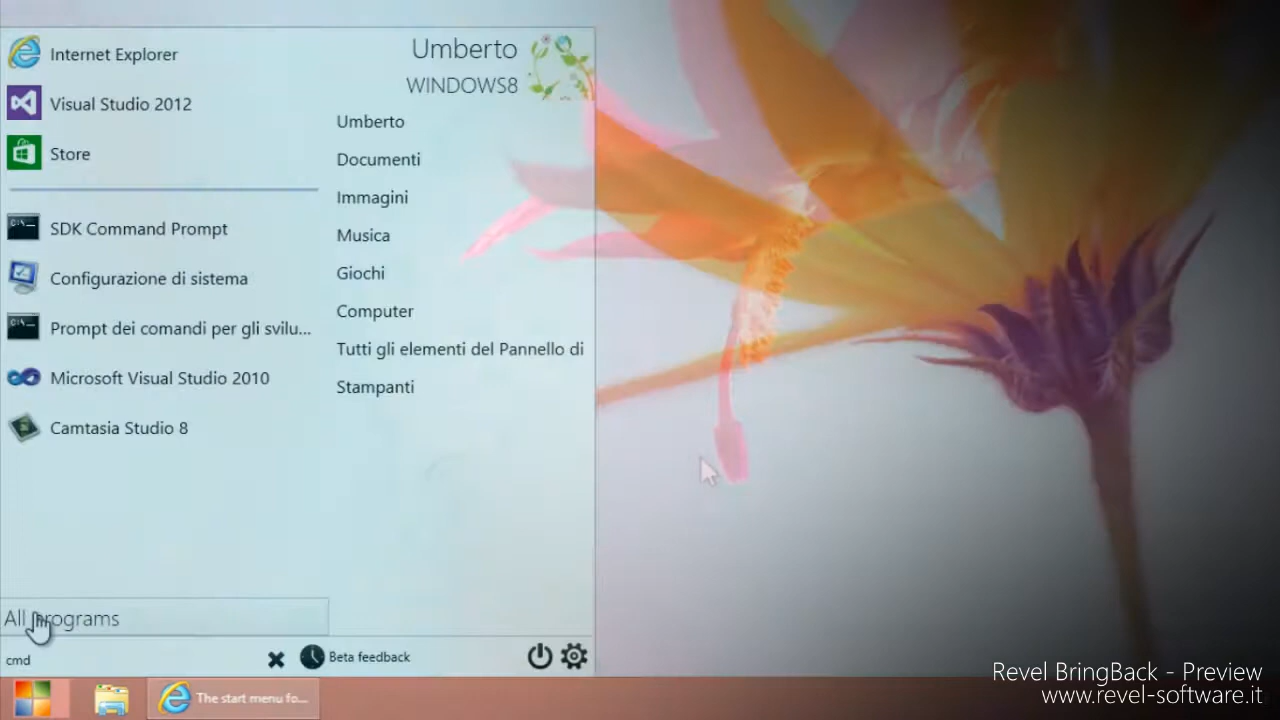 Internet Explorer
Visual Studio 2012
Store
SDK Command Prompt
Configurazione di sistema
Prompt dei comandi per gli svilu...
Microsoft Visual Studio 2010
Camtasia Studio 8
All programs
cmd
Umberto
WINDOWS8
Umberto
Documenti
Immagini
Musica
Giochi
Computer
Tutti gli elementi del Pannello di
Stampanti
Beta feedback
The start menu fo...
Revel BringBack - Preview
www.revel-software.it